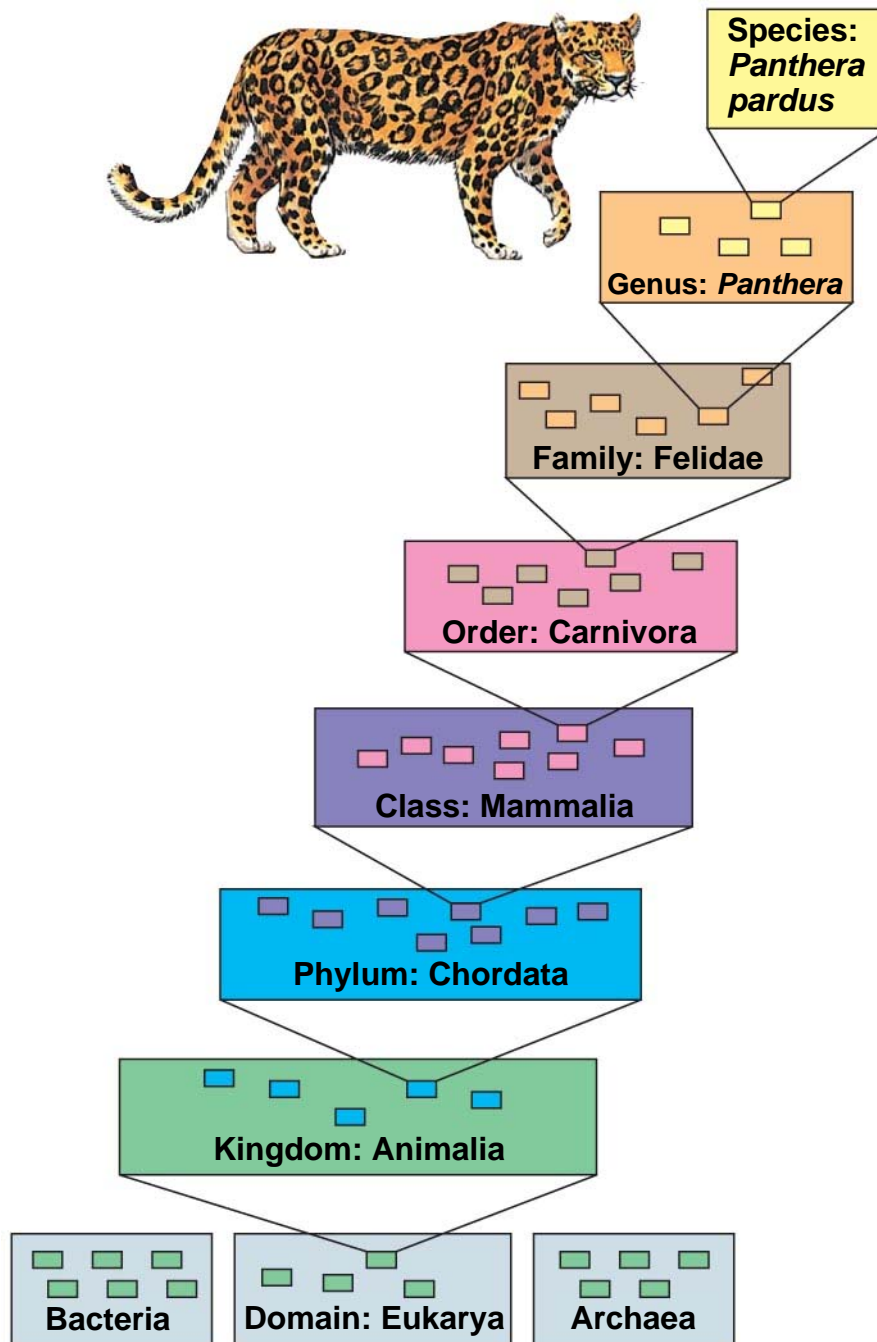 Species:
Panthera
pardus
Genus: Panthera
Family: Felidae
Order: Carnivora
Class: Mammalia
Phylum: Chordata
Kingdom: Animalia
Bacteria
Domain: Eukarya
Archaea